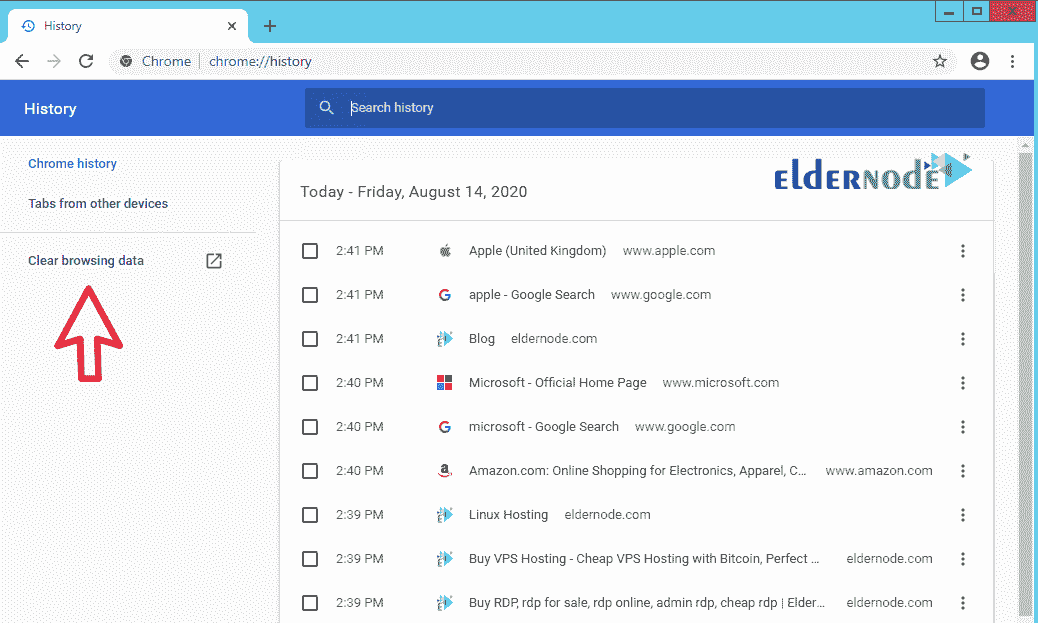 History
Chrome chrome://history
History
Search history
Chrome history
Tabs from other devices
Clear browsing data
ELDERNODE
Today - Friday, August 14, 2020
2:41 PM Apple (United Kingdom) www.apple.com
2:41 PM apple - Google Search www.google.com
2:41 PM Blog eldernode.com
2:40 PM Microsoft - Official Home Page www.microsoft.com
2:40 PM microsoft - Google Search www.google.com
2:40 PM Amazon.com: Online Shopping for Electronics, Apparel, C... www.amazon.com
2:39 PM Linux Hosting eldernode.com
2:39 PM Buy VPS Hosting - Cheap VPS Hosting with Bitcoin, Perfect ... eldernode.com
2:39 PM Buy RDP, rdp for sale, rdp online, admin rdp, cheap rdp | Elder... eldernode.com